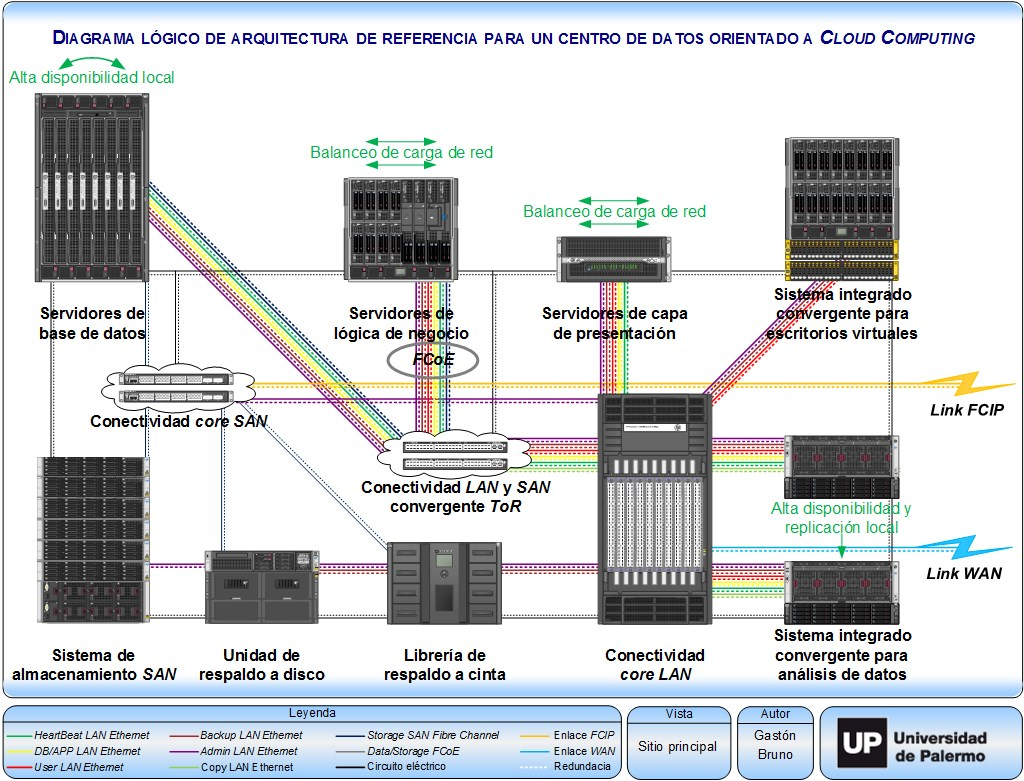 DIAGRAMA LÓGICO DE ARQUITECTURA DE REFERENCIA PARA UN CENTRO DE DATOS ORIENTADO A CLOUD COMPUTING
Alta disponibilidad local
Balanceo de carga de red
Balanceo de carga de red
Servidores de
base de datos
Servidores de
lógica de negocio
FCoE
Servidores de capa
de presentación
Sistema integrado
convergente para
escritorios virtuales
Conectividad core SAN
Link FCIP
Conectividad LAN y SAN
convergente ToR
Alta disponibilidad y
replicación local
Link WAN
Sistema de
almacenamiento SAN
Unidad de
respaldo a disco
Librería de
respaldo a cinta
Conectividad
core LAN
Sistema integrado
convergente para
análisis de datos
Leyenda
HeartBeat LAN Ethernet
DB/APP LAN Ethernet
User LAN Ethernet
Backup LAN Ethernet
Admin LAN Ethernet
Copy LAN Ethernet
Storage SAN Fibre Channel
Data/Storage FCoE
Circuito eléctrico
Enlace FCIP
Enlace WAN
Redundacia
Vista
Sitio principal
Autor
Gastón
Bruno
UP
Universidad
de Palermo